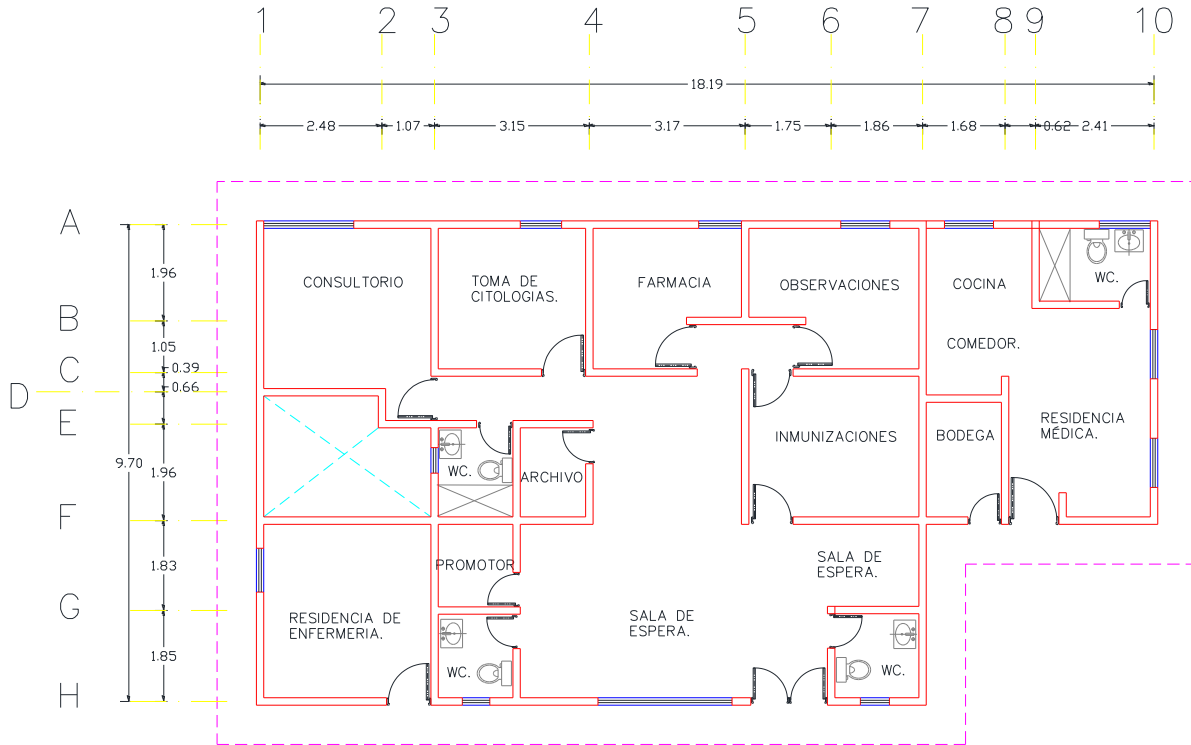 1 2 3 4 5 6 7 8 9 10
18.19
2.48 1.07 3.15 3.17 1.75 1.86 1.68 0.62 2.41
A
B
C
D
E
F
G
H
9.70
1.96
1.05
0.39
0.66
1.96
1.83
1.85
CONSULTORIO
TOMA DE
CITOLOGIAS.
FARMACIA
OBSERVACIONES
COCINA
WC.
COMEDOR.
RESIDENCIA
MÉDICA.
INMUNIZACIONES
BODEGA
WC.
ARCHIVO
PROMOTOR
SALA DE
ESPERA.
RESIDENCIA DE
ENFERMERIA.
SALA DE
ESPERA.
WC.
WC.